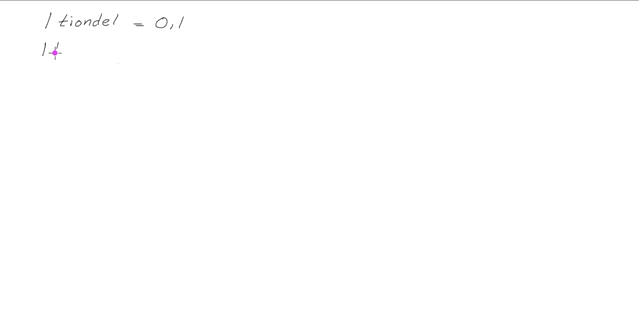 1 tiondel = 0,1
1